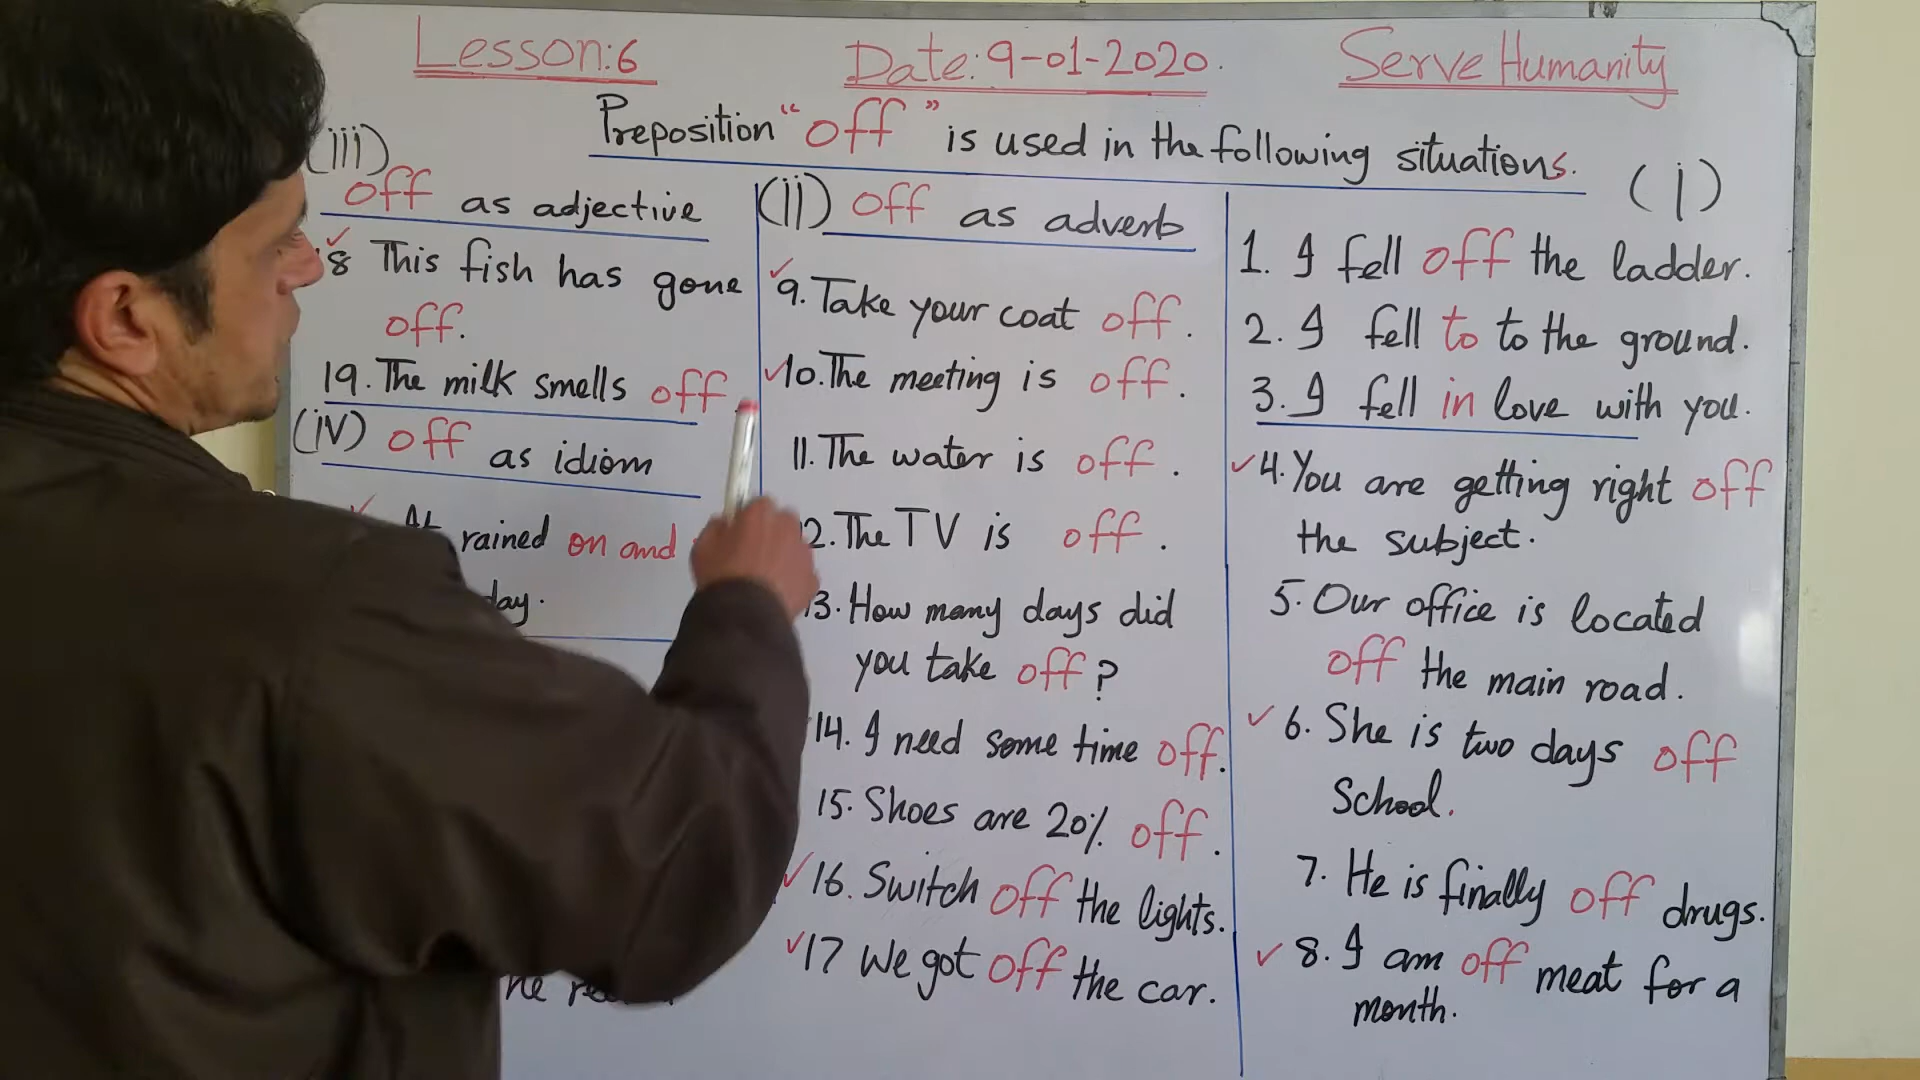 Lesson:6
Date:9-01-2020.
Serve Humanity
Preposition "off" is used in the following situations.
(i)
1. I fell off the ladder.
2. I fell to to the ground.
3. I fell in love with you.
4. You are getting right off
the subject.
5. Our office is located
off the main road.
6. She is two days off
School.
7. He is finally off drugs.
8. I am off meat for a
month.
(ii) off as adverb
9. Take your coat off.
10. The meeting is off.
11. The water is off.
2. The TV is off.
3. How many days did
you take off?
14. I need some time off.
15. Shoes are 20% off.
16. Switch off the lights.
17 We got off the car.
(iii)
off as adjective
8 This fish has gone
off.
19. The milk smells off.
(iv) off as idiom
rained on and
day.